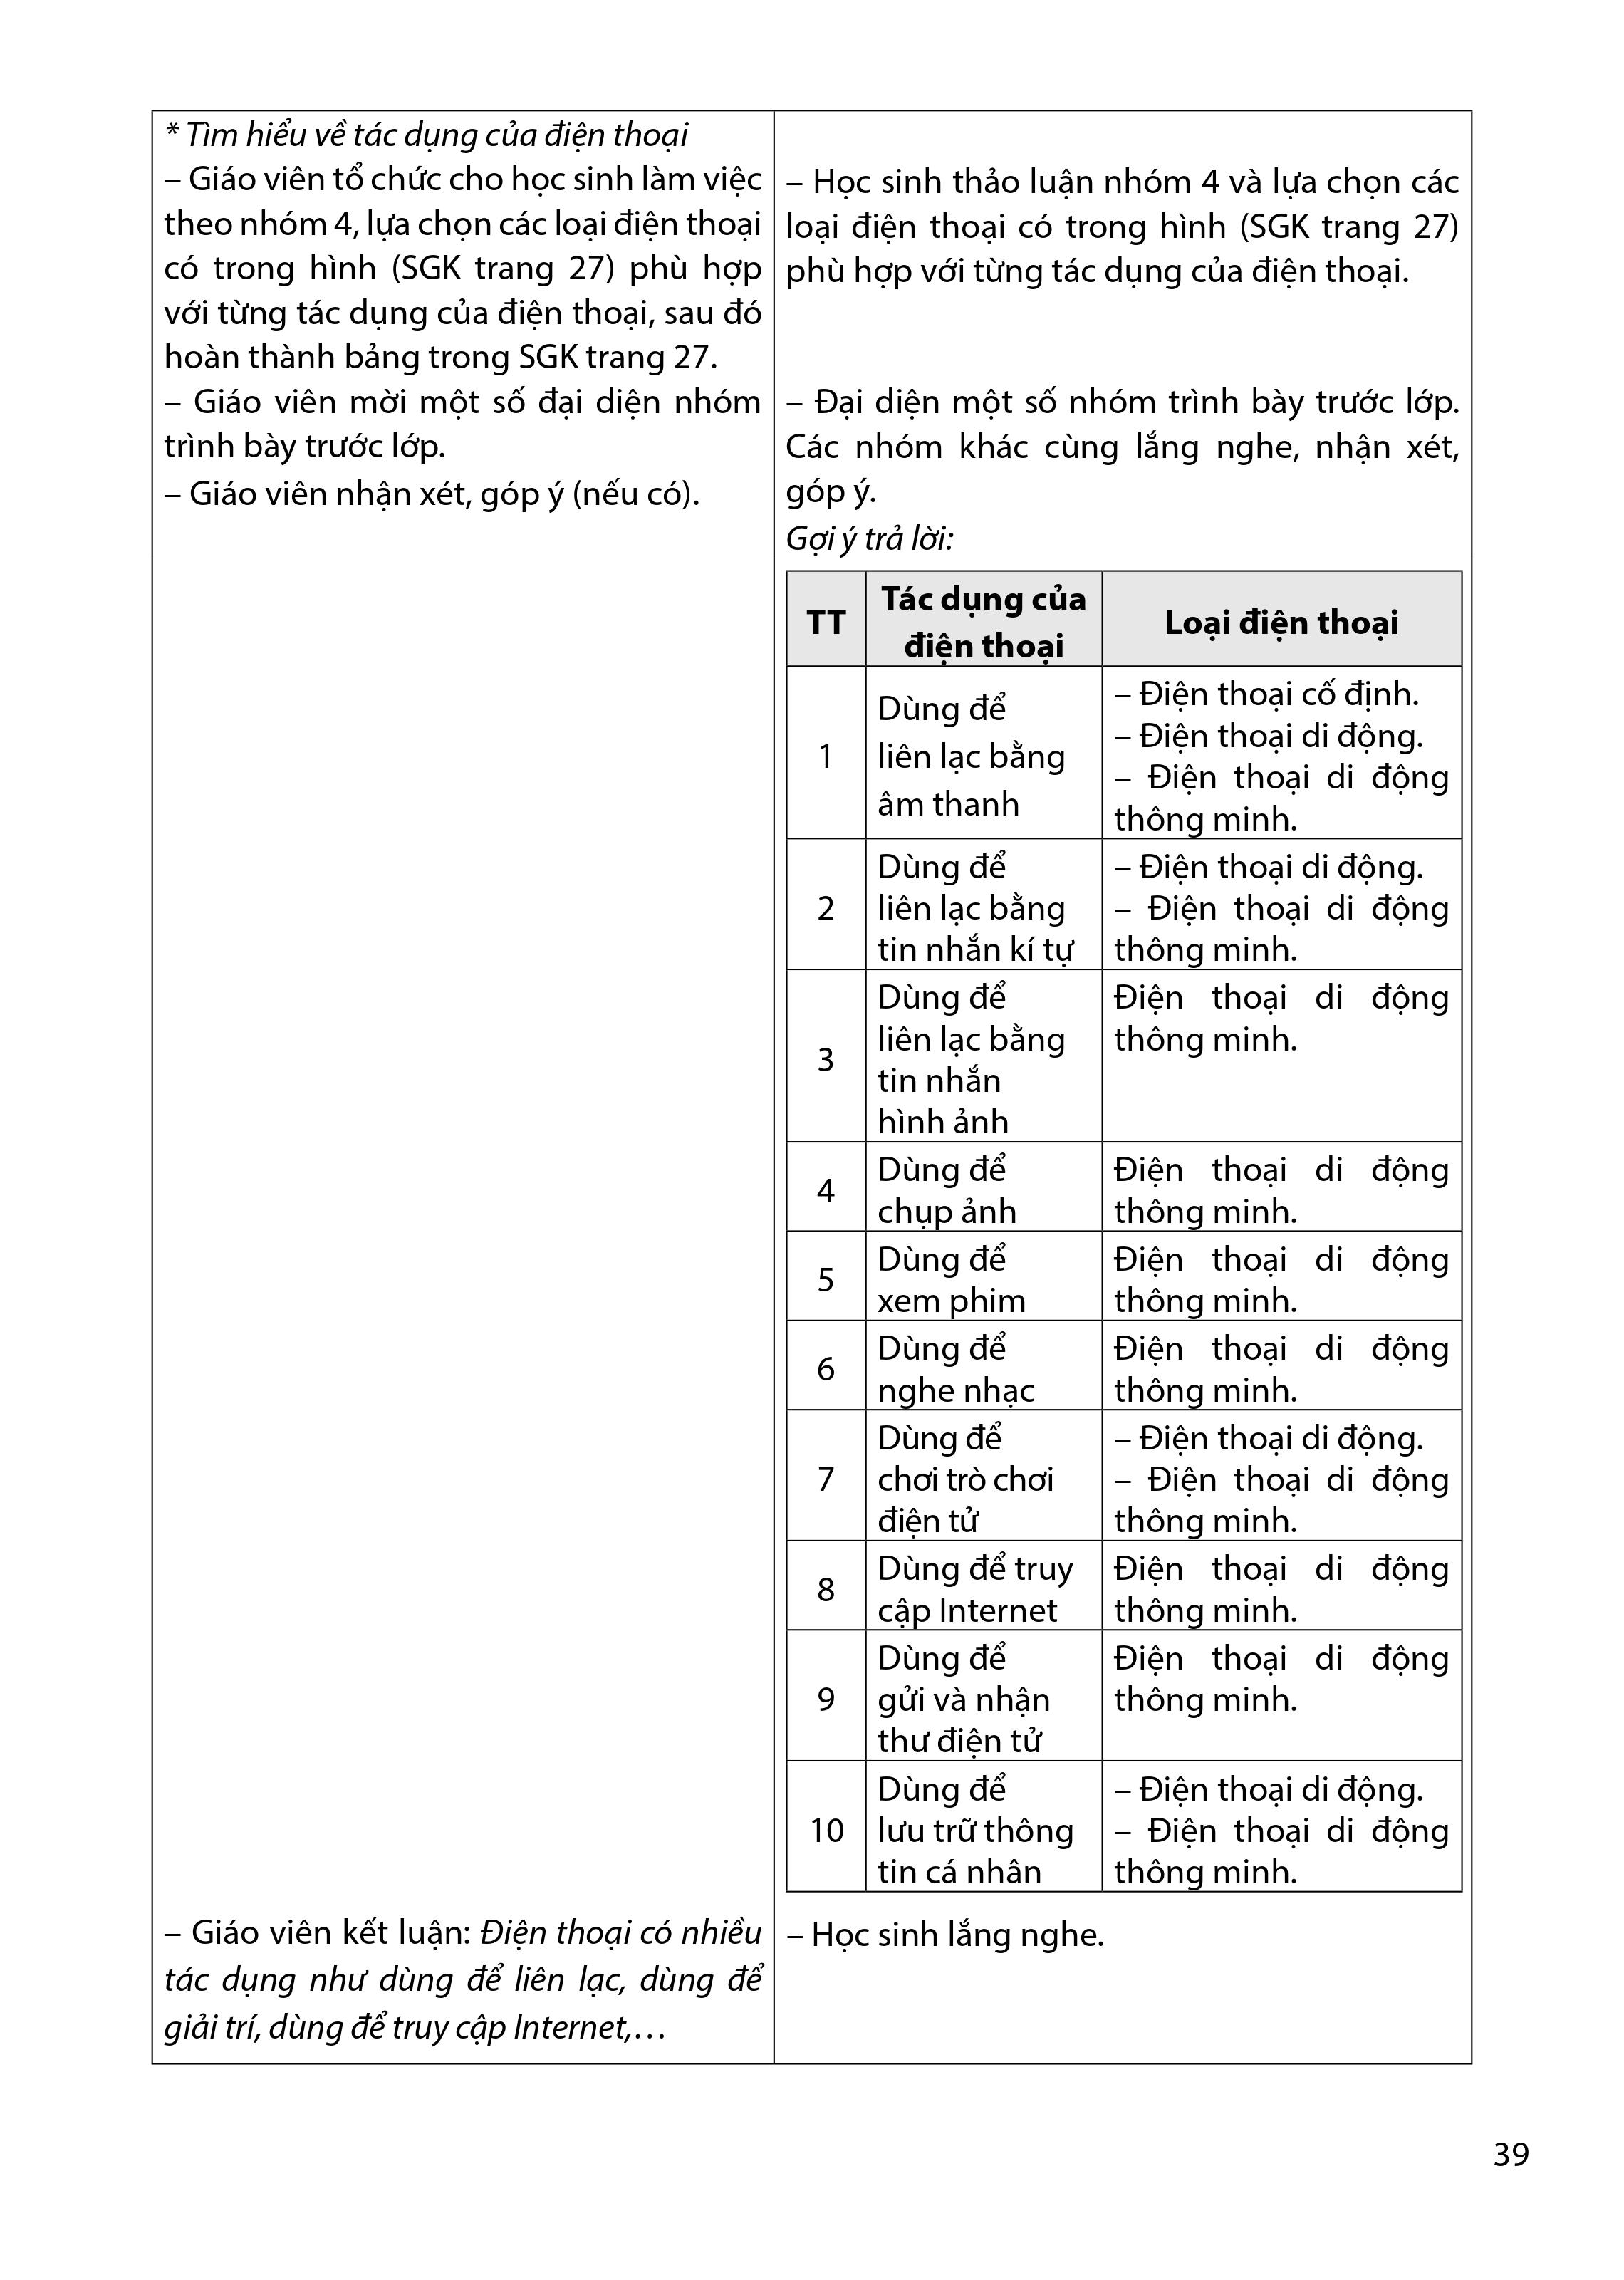 * Tìm hiểu về tác dụng của điện thoại
– Giáo viên tổ chức cho học sinh làm việc
theo nhóm 4, lựa chọn các loại điện thoại
có trong hình (SGK trang 27) phù hợp
với từng tác dụng của điện thoại, sau đó
hoàn thành bảng trong SGK trang 27.
– Giáo viên mời một số đại diện nhóm
trình bày trước lớp.
– Giáo viên nhận xét, góp ý (nếu có).
– Học sinh thảo luận nhóm 4 và lựa chọn các
loại điện thoại có trong hình (SGK trang 27)
phù hợp với từng tác dụng của điện thoại.
– Đại diện một số nhóm trình bày trước lớp.
Các nhóm khác cùng lắng nghe, nhận xét,
góp ý.
Gợi ý trả lời:
TT
Tác dụng của
điện thoại
Loại điện thoại
1
Dùng để
liên lạc bằng
âm thanh
– Điện thoại cố định.
– Điện thoại di động.
– Điện thoại di động
thông minh.
2
Dùng để
liên lạc bằng
tin nhắn kí tự
– Điện thoại di động.
– Điện thoại di động
thông minh.
3
Dùng để
liên lạc bằng
tin nhắn
hình ảnh
Điện thoại di động
thông minh.
4
Dùng để
chụp ảnh
Điện thoại di động
thông minh.
5
Dùng để
xem phim
Điện thoại di động
thông minh.
6
Dùng để
nghe nhạc
Điện thoại di động
thông minh.
7
Dùng để
chơi trò chơi
điện tử
– Điện thoại di động.
– Điện thoại di động
thông minh.
8
Dùng để truy
cập Internet
Điện thoại di động
thông minh.
9
Dùng để
gửi và nhận
thư điện tử
Điện thoại di động
thông minh.
10
Dùng để
lưu trữ thông
tin cá nhân
– Điện thoại di động.
– Điện thoại di động
thông minh.
– Giáo viên kết luận: Điện thoại có nhiều
tác dụng như dùng để liên lạc, dùng để
giải trí, dùng để truy cập Internet,…
– Học sinh lắng nghe.
39